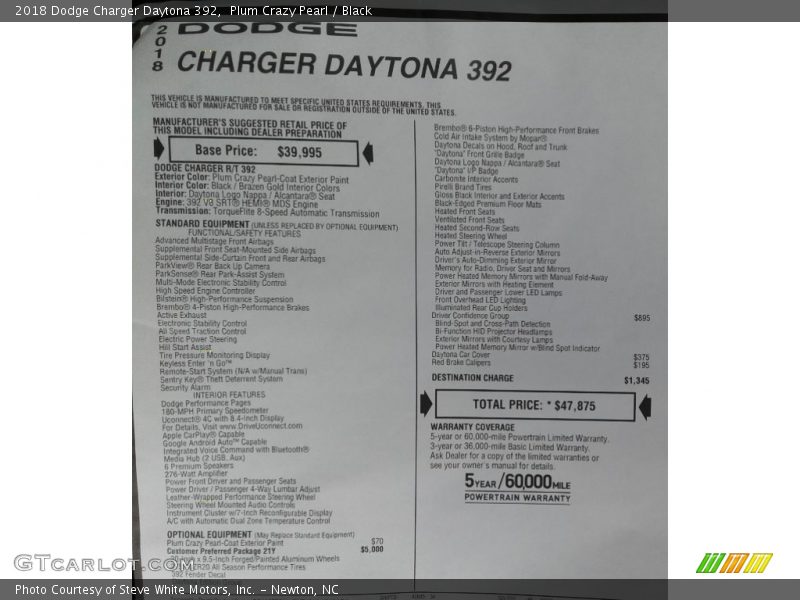 2018 Dodge Charger Daytona 392, Plum Crazy Pearl / Black
2018
DODGE
CHARGER DAYTONA 392
THIS VEHICLE IS MANUFACTURED TO MEET SPECIFIC UNITED STATES REQUIREMENTS. THIS
VEHICLE IS NOT MANUFACTURED FOR SALE OR REGISTRATION OUTSIDE OF THE UNITED STATES.
MANUFACTURER'S SUGGESTED RETAIL PRICE OF
THIS MODEL INCLUDING DEALER PREPARATION
Base Price: $39,995
DODGE CHARGER R/T 392
Exterior Color: Plum Crazy Pearl-Coat Exterior Paint
Interior Color: Black / Brazen Gold Interior Colors
Interior: Daytona Logo Nappa / Alcantara® Seat
Engine: 392 V8 SRT® HEMI® MDS Engine
Transmission: TorqueFlite 8-Speed Automatic Transmission
STANDARD EQUIPMENT (UNLESS REPLACED BY OPTIONAL EQUIPMENT)
FUNCTIONAL/SAFETY FEATURES
Advanced Multistage Front Airbags
Supplemental Front Seat-Mounted Side Airbags
Supplemental Side-Curtain Front and Rear Airbags
ParkView® Rear Back Up Camera
ParkSense® Rear Park-Assist System
Multi-Mode Electronic Stability Control
High Speed Engine Controller
Bilstein® High-Performance Suspension
Brembo® 4-Piston High-Performance Brakes
Active Exhaust
Electronic Stability Control
All Speed Traction Control
Electric Power Steering
Hill Start Assist
Tire Pressure Monitoring Display
Keyless Enter 'n Go™
Remote-Start System (N/A w/Manual Trans)
Sentry Key® Theft Deterrent System
Security Alarm
INTERIOR FEATURES
Dodge Performance Pages
180-MPH Primary Speedometer
Uconnect® 4C with 8.4-Inch Display
For Details, Visit www.DriveUconnect.com
Apple CarPlay® Capable
Google Android Auto™ Capable
Integrated Voice Command with Bluetooth®
Media Hub (2 USB, Aux)
6 Premium Speakers
276-Watt Amplifier
Power Front Driver and Passenger Seats
Power Driver / Passenger 4-Way Lumbar Adjust
Leather-Wrapped Performance Steering Wheel
Steering Wheel Mounted Audio Controls
Instrument Cluster w/7-Inch Reconfigurable Display
A/C with Automatic Dual Zone Temperature Control
OPTIONAL EQUIPMENT (May Replace Standard Equipment)
Plum Crazy Pearl-Coat Exterior Paint $70
Customer Preferred Package 21Y $5,000
20-Inch x 9.5-Inch Forged/Painted Aluminum Wheels
All Season Performance Tires
392 Fender Decal
Brembo® 6-Piston High-Performance Front Brakes
Cold Air Intake System by Mopar®
Daytona Decals on Hood, Roof and Trunk
"Daytona" Front Grille Badge
Daytona Logo Nappa / Alcantara® Seat
"Daytona" I/P Badge
Carbonite Interior Accents
Pirelli Brand Tires
Gloss Black Interior and Exterior Accents
Black-Edged Premium Floor Mats
Heated Front Seats
Ventilated Front Seats
Heated Second-Row Seats
Heated Steering Wheel
Power Tilt / Telescope Steering Column
Auto Adjust-in-Reverse Exterior Mirrors
Driver's Auto-Dimming Exterior Mirror
Memory for Radio, Driver Seat and Mirrors
Power Heated Memory Mirrors with Manual Fold-Away
Exterior Mirrors with Heating Element
Driver and Passenger Lower LED Lamps
Front Overhead LED Lighting
Illuminated Rear Cup Holders
Driver Confidence Group $895
Blind-Spot and Cross-Path Detection
Bi-Function HID Projector Headlamps
Exterior Mirrors with Courtesy Lamps
Power Heated Memory Mirror w/Blind Spot Indicator
Daytona Car Cover $375
Red Brake Calipers $195
DESTINATION CHARGE $1,345
TOTAL PRICE: * $47,875
WARRANTY COVERAGE
5-year or 60,000-mile Powertrain Limited Warranty.
3-year or 36,000-mile Basic Limited Warranty.
Ask Dealer for a copy of the limited warranties or
see your owner's manual for details.
5 YEAR / 60,000 MILE
POWERTRAIN WARRANTY
GTCarLot.com
Photo Courtesy of Steve White Motors, Inc. – Newton, NC